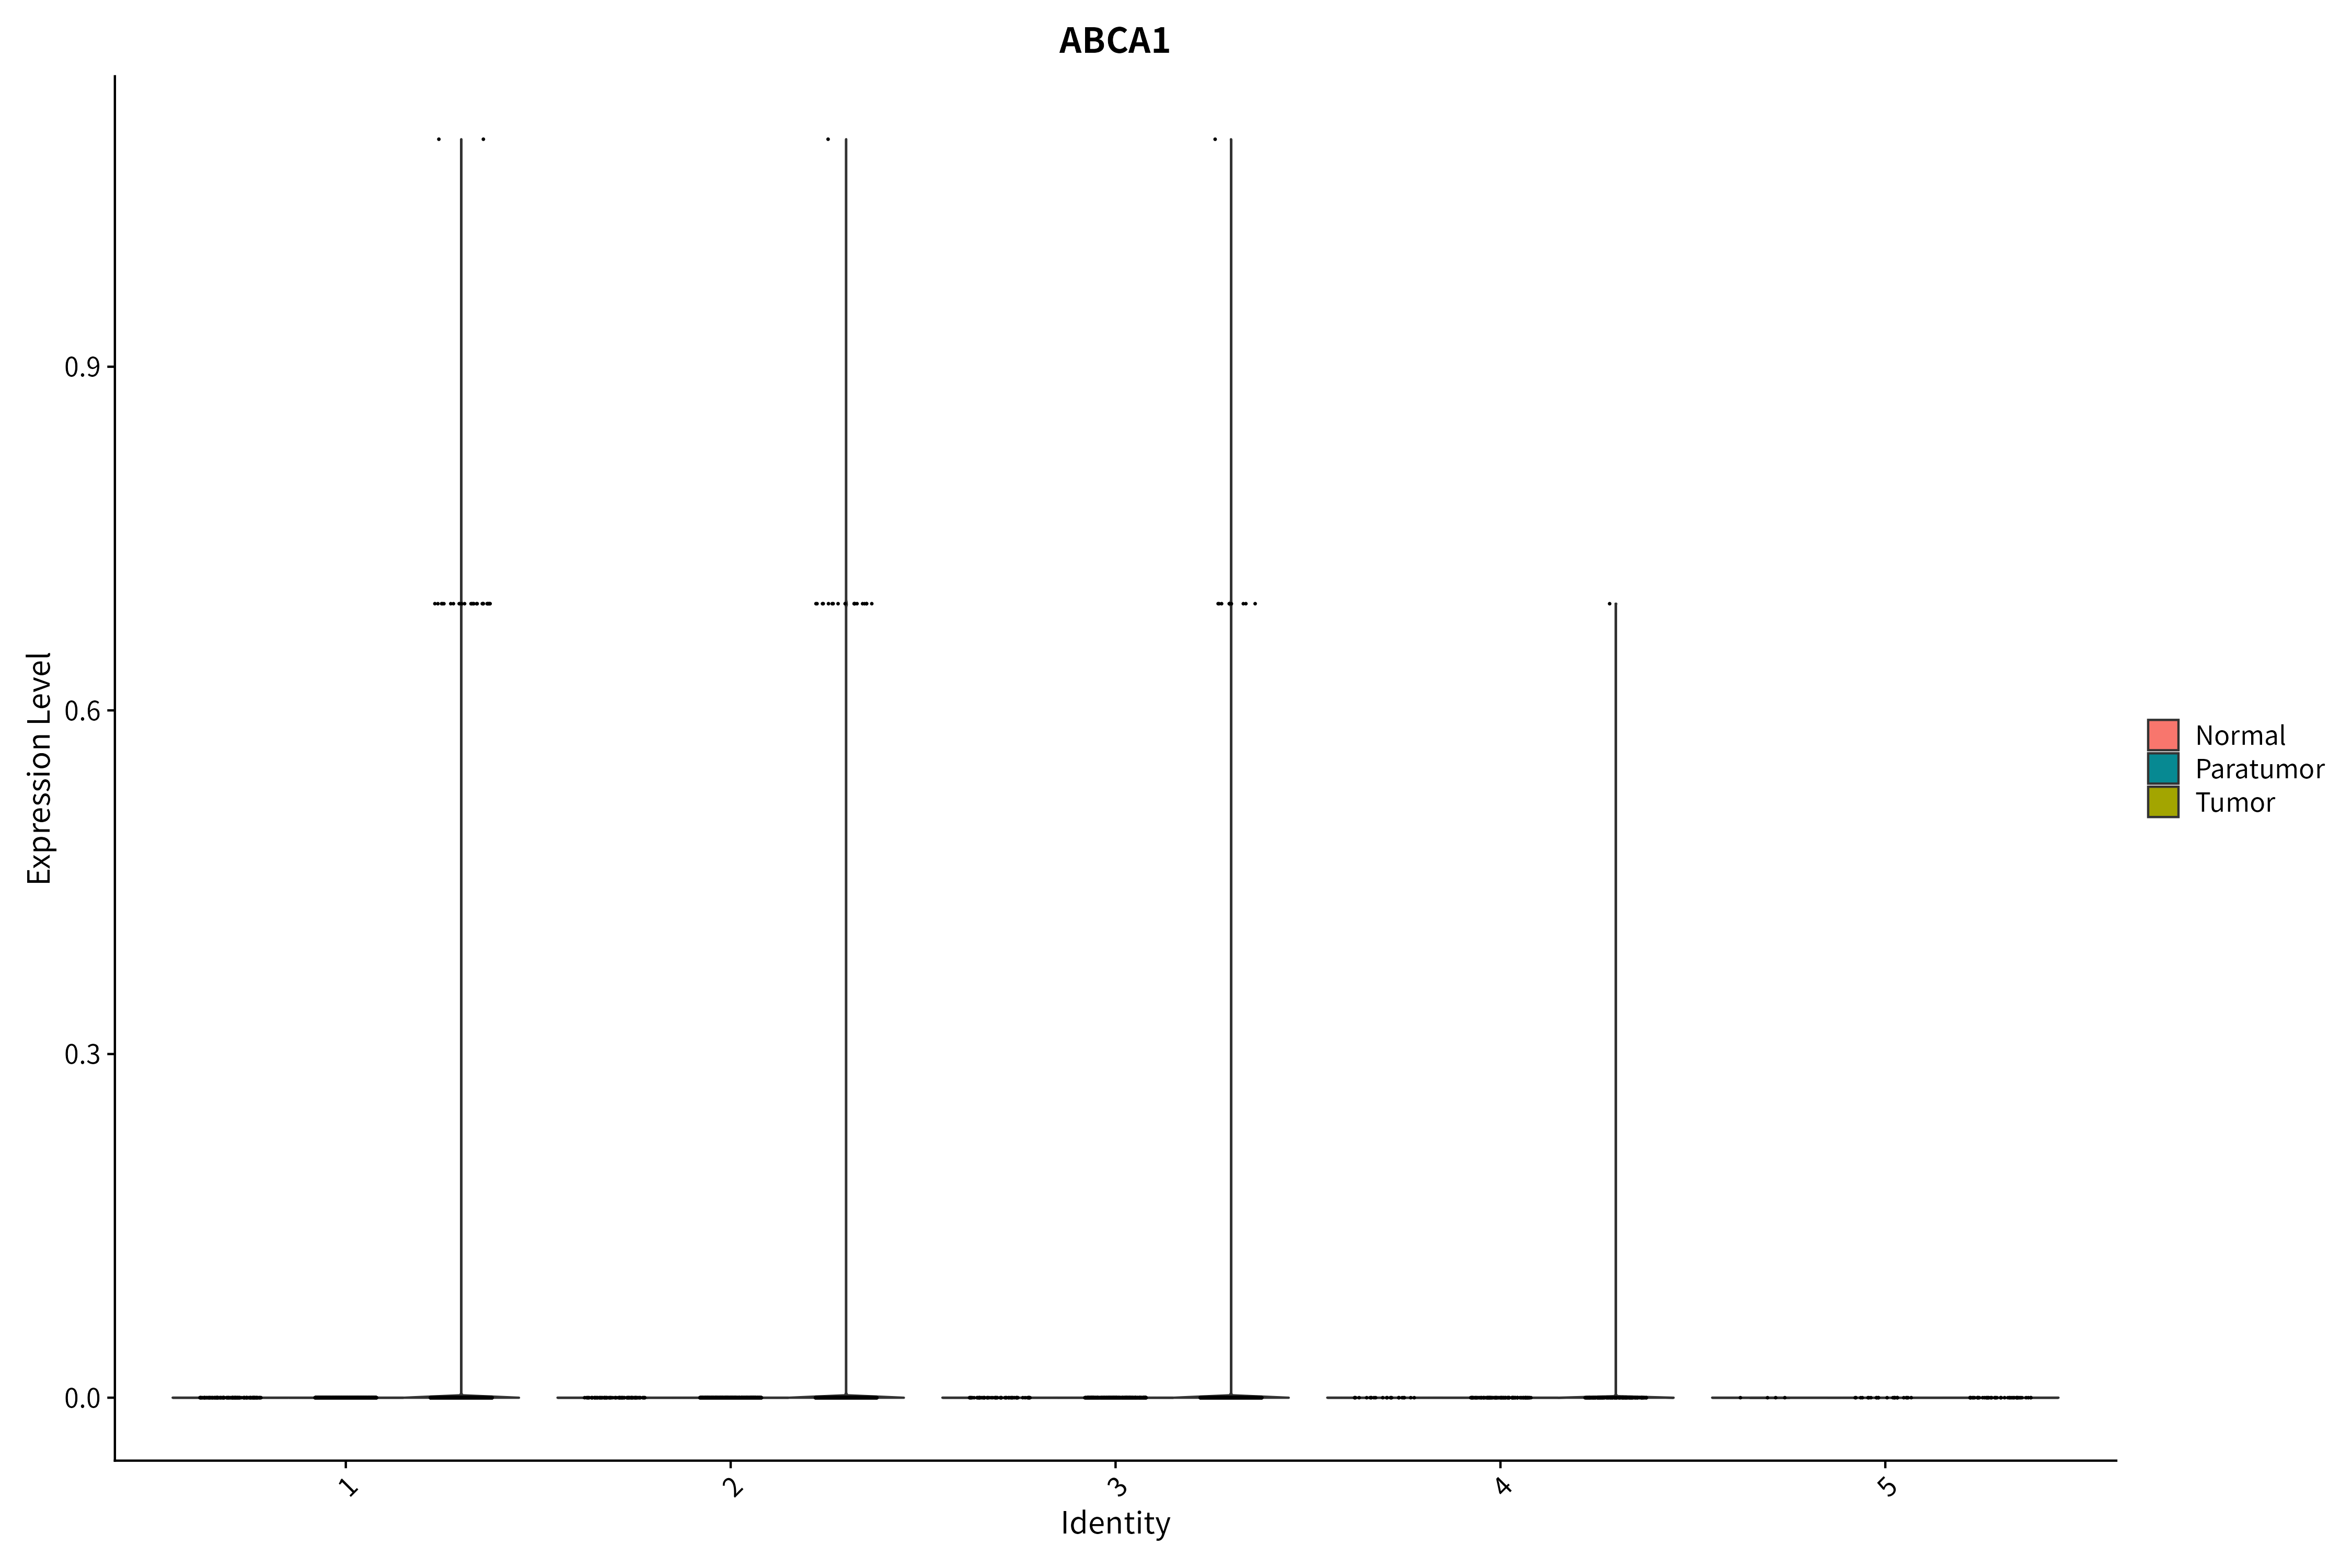 ABCA1
Expression Level
0.9
0.6
0.3
0.0
1
2
3
4
5
Identity
Normal
Paratumor
Tumor